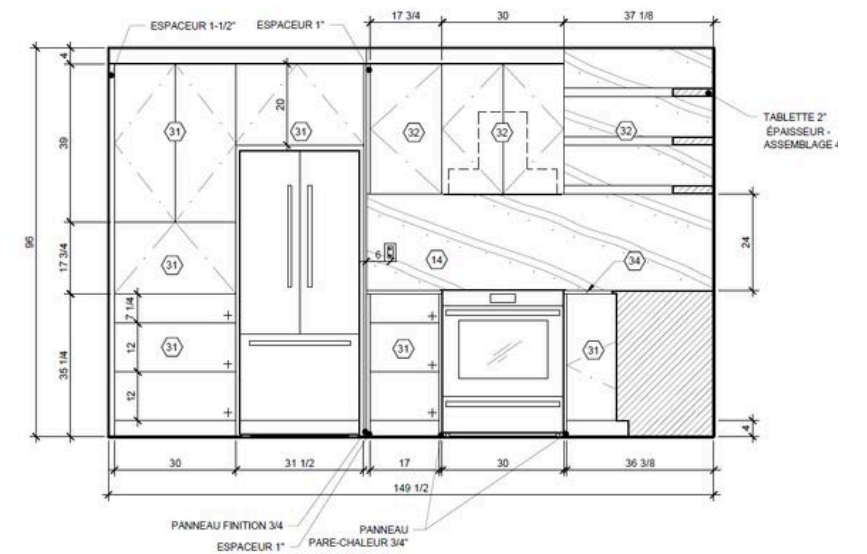 17 3/4 30 37 1/8
ESPACEUR 1-1/2" ESPACEUR 1"
4
39
20
31
31
32
32
32
TABLETTE 2"
ÉPAISSEUR -
ASSEMBLAGE
96
17 3/4
31
6
14
34
24
7 1/4
35 1/4
12
31
31
31
12
4
30 31 1/2 17 30 36 3/8
149 1/2
PANNEAU FINITION 3/4
ESPACEUR 1"
PANNEAU
PARE-CHALEUR 3/4"